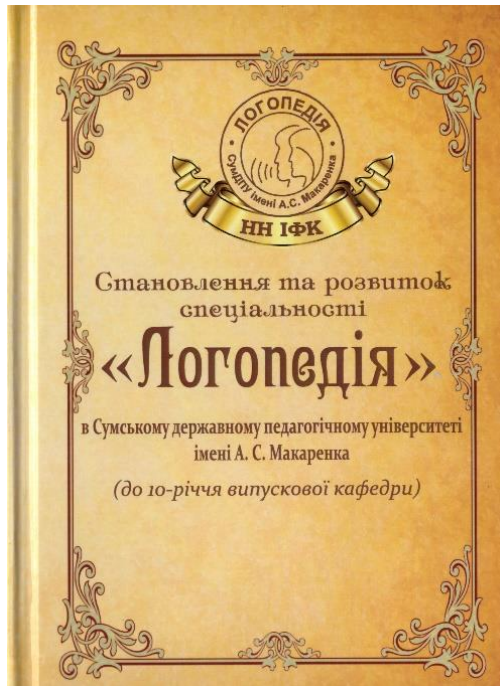 ЛОГОПЕДІЯ
СумДПУ імені А.С. Макаренка
НН ІФК
Становлення та розвиток
спеціальності
«Логопедія»
в Сумському державному педагогічному університеті
імені А. С. Макаренка
(до 10-річчя випускової кафедри)